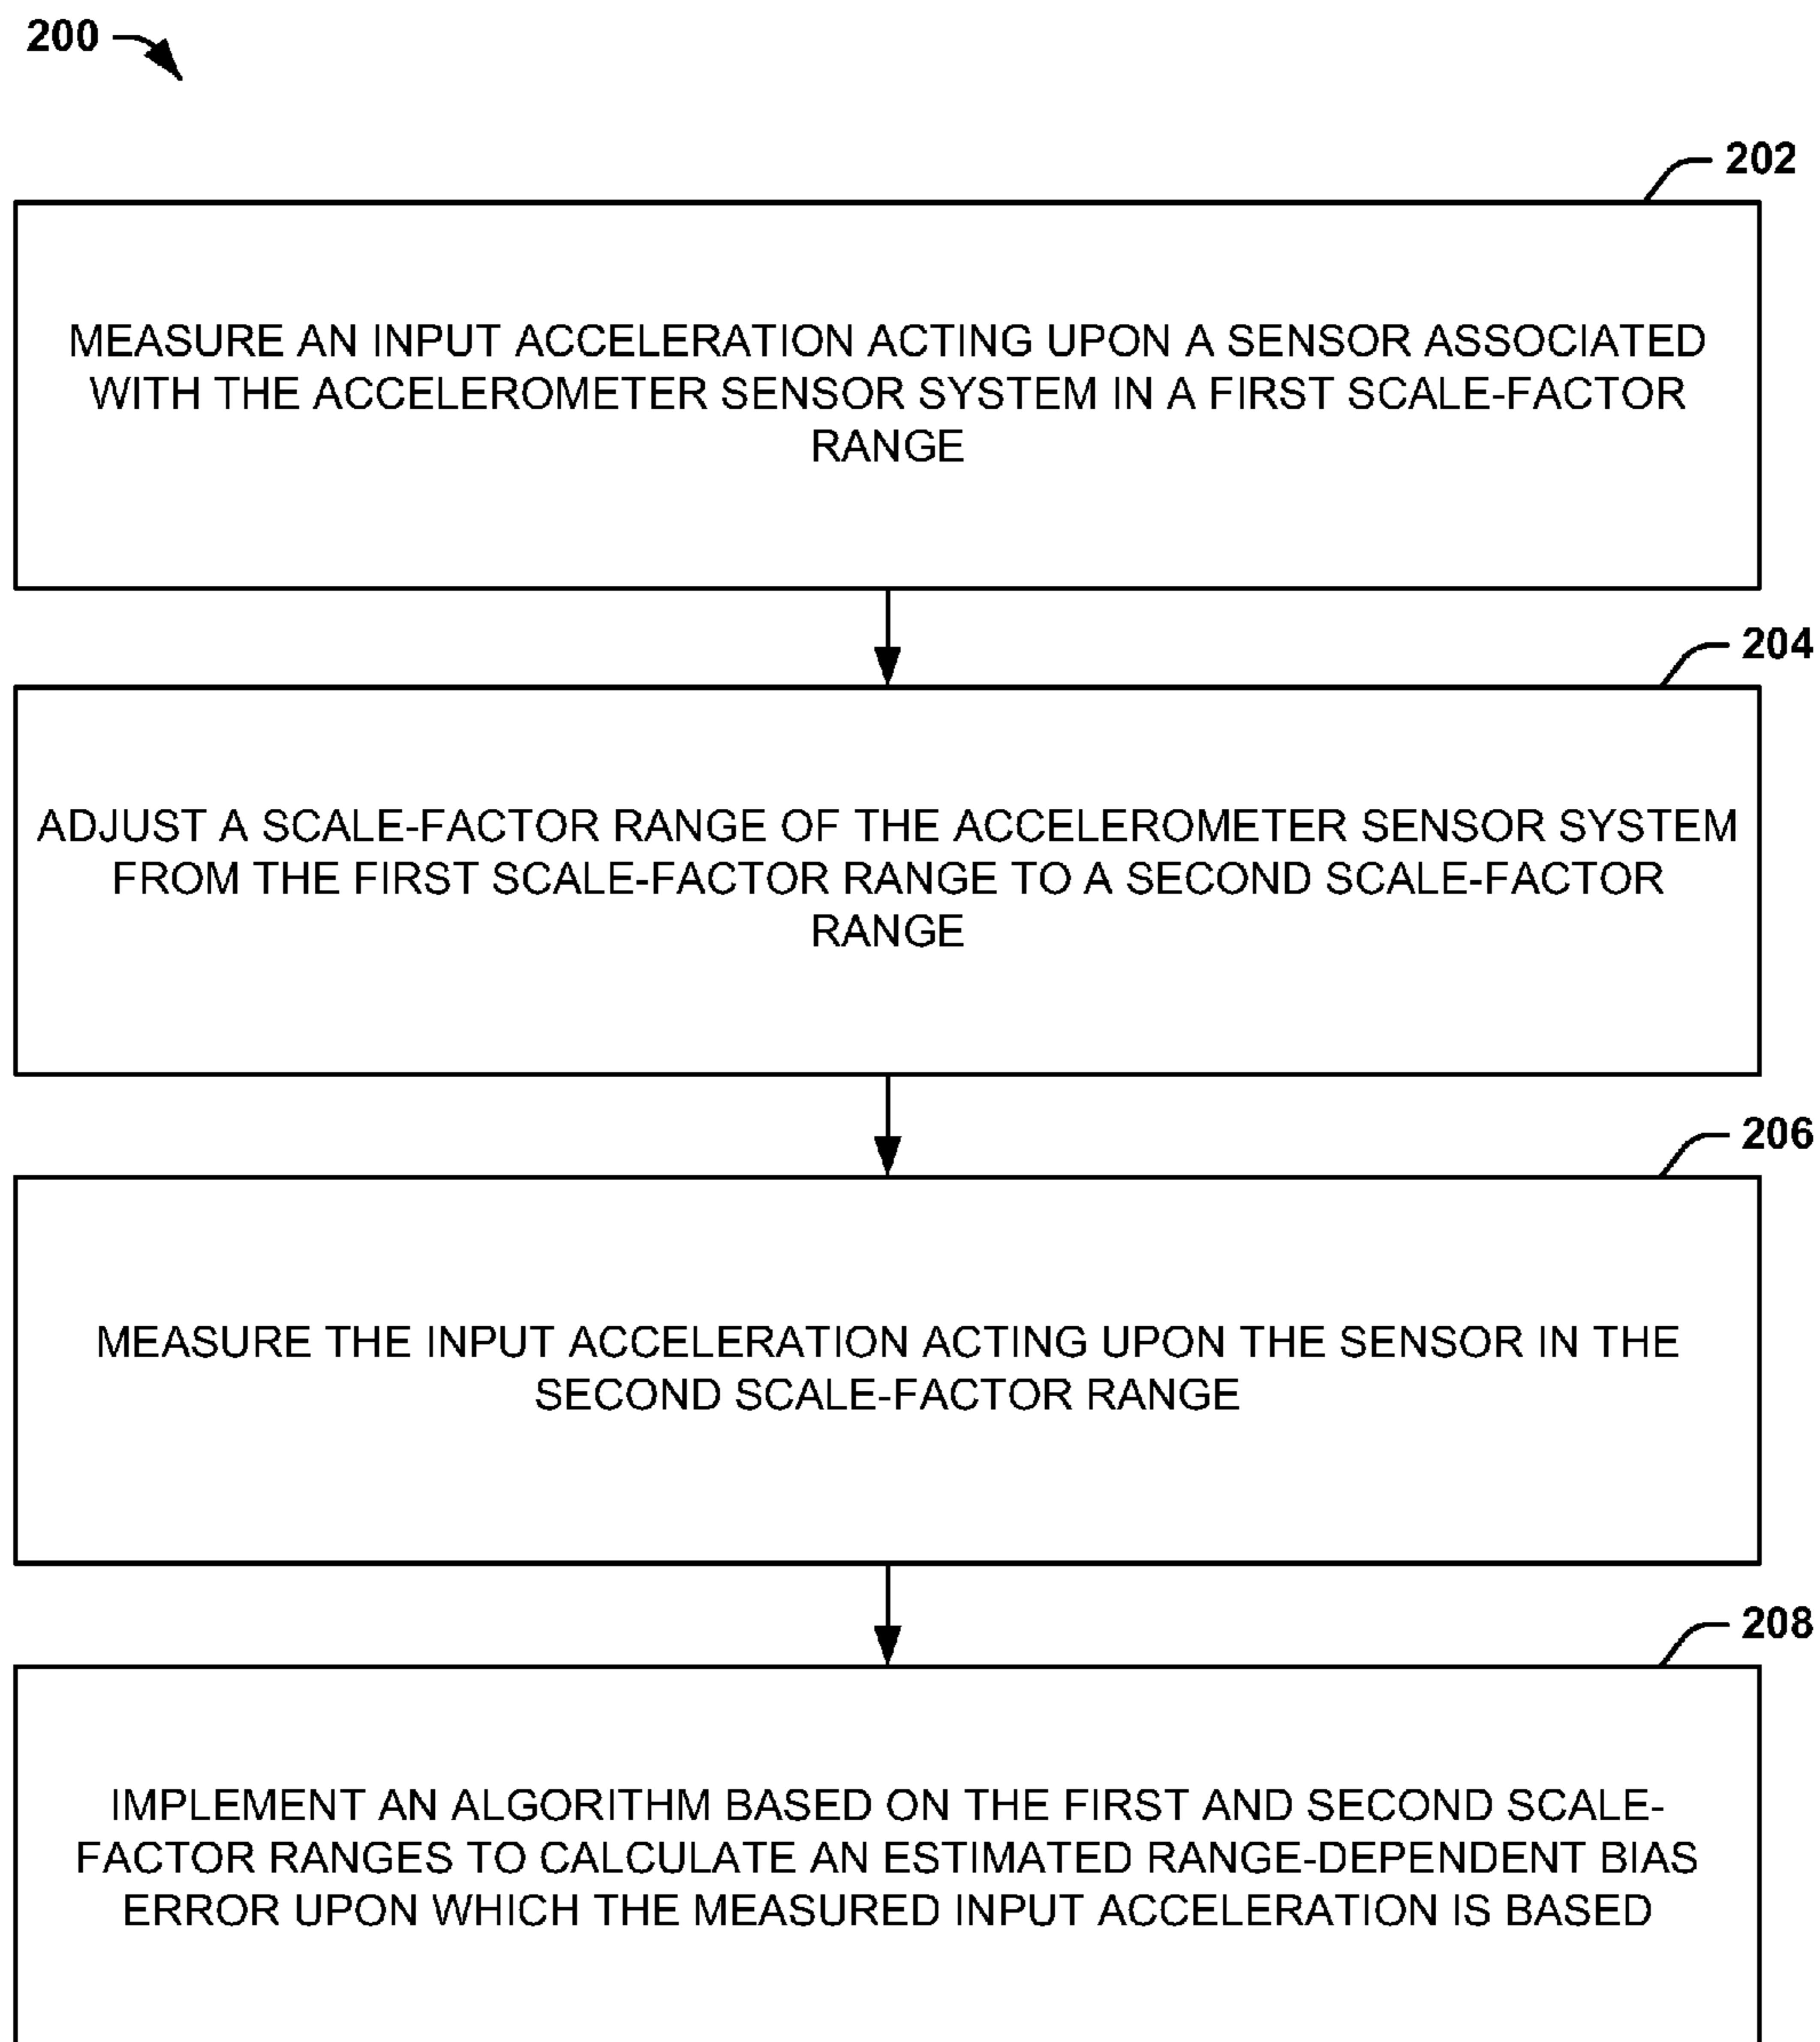 200
202
MEASURE AN INPUT ACCELERATION ACTING UPON A SENSOR ASSOCIATED
WITH THE ACCELEROMETER SENSOR SYSTEM IN A FIRST SCALE-FACTOR
RANGE
204
ADJUST A SCALE-FACTOR RANGE OF THE ACCELEROMETER SENSOR SYSTEM
FROM THE FIRST SCALE-FACTOR RANGE TO A SECOND SCALE-FACTOR
RANGE
206
MEASURE THE INPUT ACCELERATION ACTING UPON THE SENSOR IN THE
SECOND SCALE-FACTOR RANGE
208
IMPLEMENT AN ALGORITHM BASED ON THE FIRST AND SECOND SCALE-
FACTOR RANGES TO CALCULATE AN ESTIMATED RANGE-DEPENDENT BIAS
ERROR UPON WHICH THE MEASURED INPUT ACCELERATION IS BASED